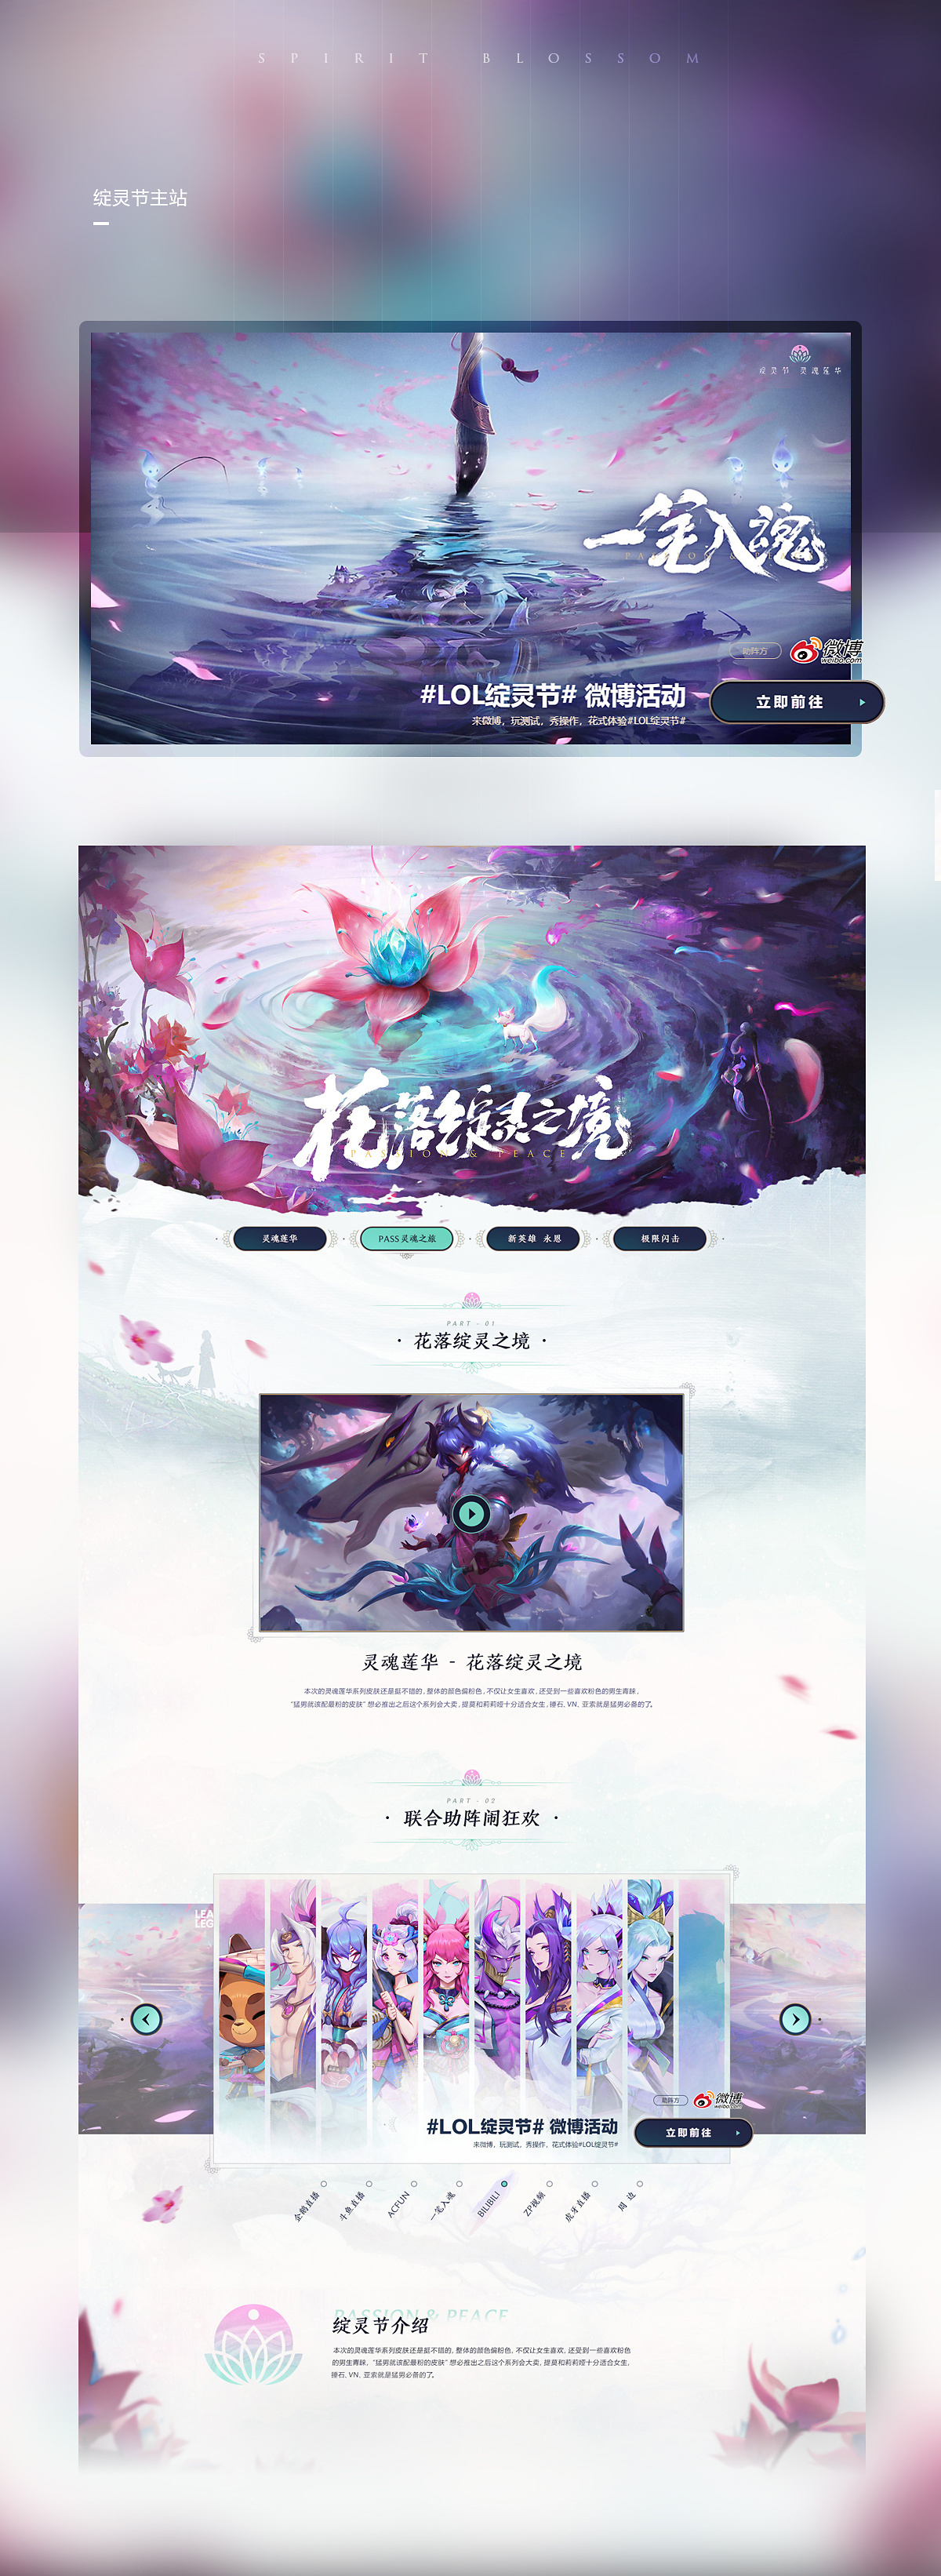 SPIRIT BLOSSOM
绽灵节主站
绽灵节 灵魂莲华
一笔入魂
PASSION &
助阵方
微博
weibo.com
#LOL绽灵节# 微博活动
来微博，玩测试，秀操作，花式体验#LOL绽灵节#
立即前往
花落绽灵之境
PASSION & PEACE
灵魂莲华
PASS灵魂之旅
新英雄 永恩
极限闪击
PART - 01
· 花落绽灵之境 ·
灵魂莲华 - 花落绽灵之境
本次的灵魂莲华系列皮肤还是挺不错的，整体的颜色偏粉色，不仅让女生喜欢，还受到一些喜欢粉色的男生青睐，
“猛男就该配最粉的皮肤” 想必推出之后这个系列会大卖，提莫和莉莉娅十分适合女生，锤石，VN，亚索就是猛男必备的了。
PART - 02
· 联合助阵闹狂欢 ·
LEA
LEG
助阵方
微博
weibo.com
#LOL绽灵节# 微博活动
来微博，玩测试，秀操作，花式体验#LOL绽灵节#
立即前往
企鹅直播
斗鱼直播
ACFUN
一笔入魂
BILIBILI
ZP视频
虎牙直播
周边
PASSION & PEACE
绽灵节介绍
本次的灵魂莲华系列皮肤还是挺不错的，整体的颜色偏粉色，不仅让女生喜欢，还受到一些喜欢粉色
的男生青睐，“猛男就该配最粉的皮肤” 想必推出之后这个系列会大卖，提莫和莉莉娅十分适合女生，
锤石，VN，亚索就是猛男必备的了。